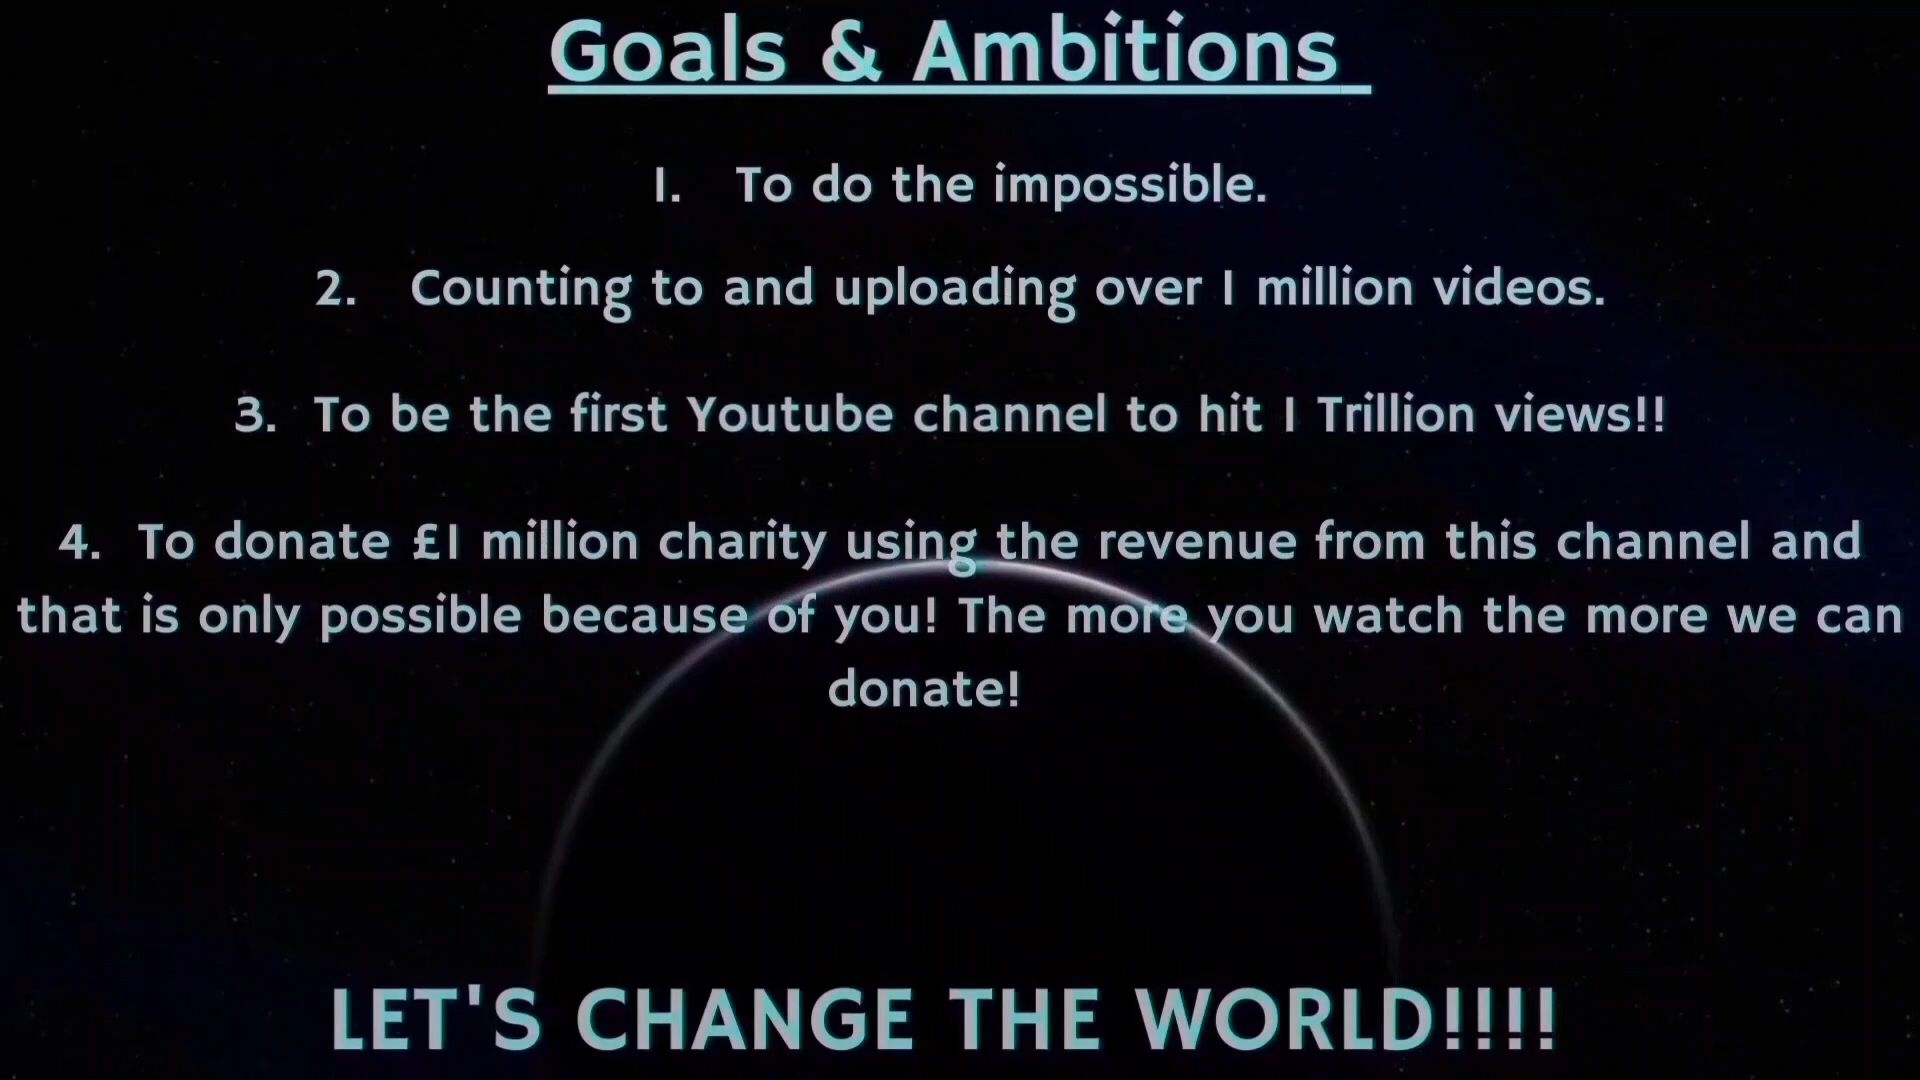 Goals & Ambitions
1. To do the impossible.
2. Counting to and uploading over 1 million videos.
3. To be the first Youtube channel to hit 1 Trillion views!!
4. To donate £1 million charity using the revenue from this channel and
that is only possible because of you! The more you watch the more we can
donate!
LET'S CHANGE THE WORLD!!!!